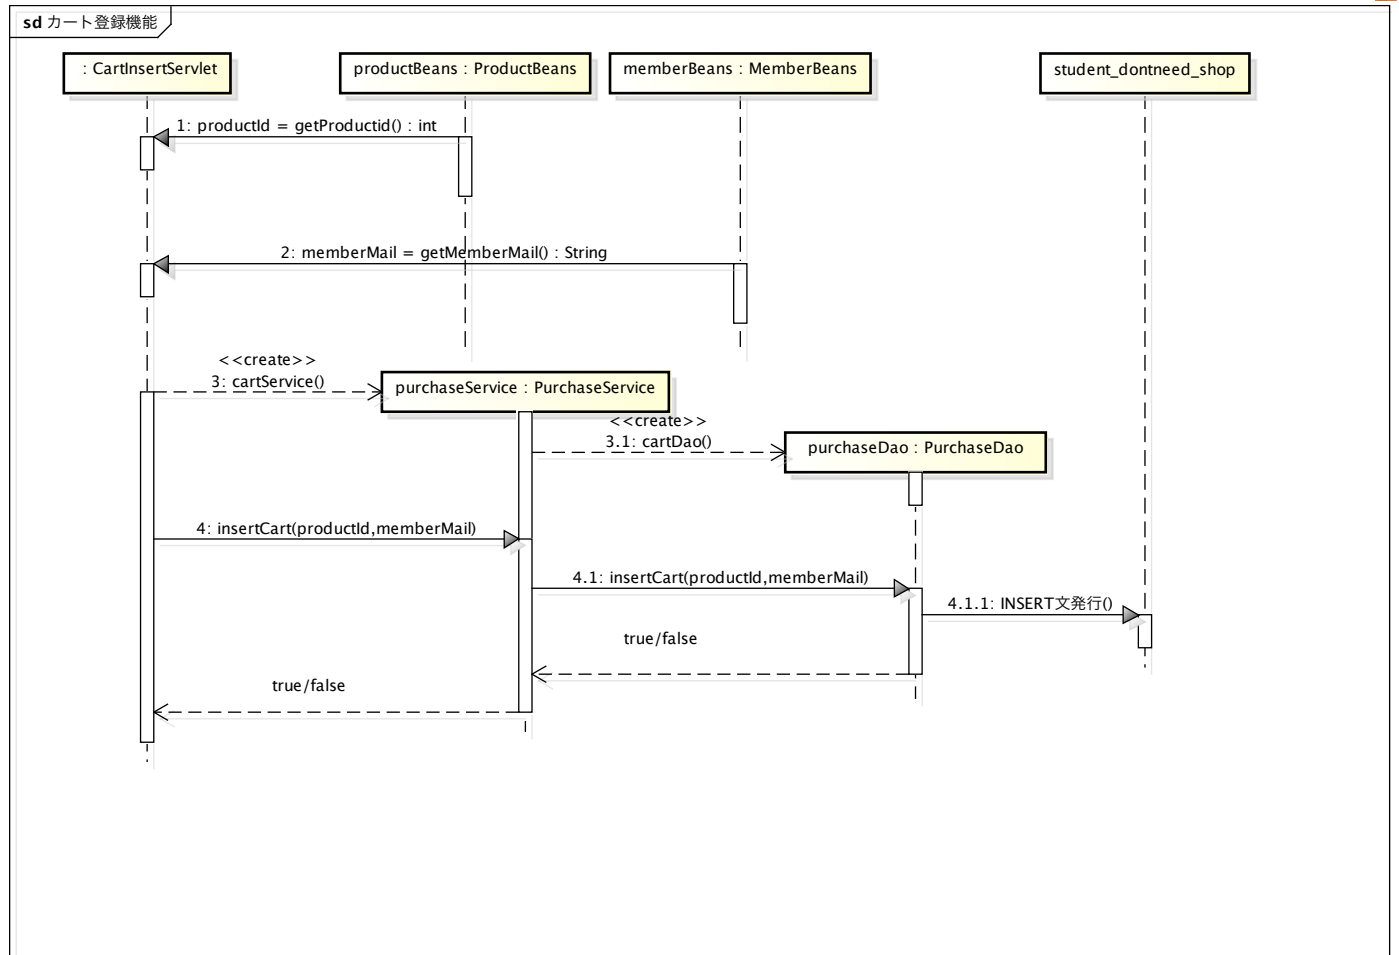 sd カート登録機能
: CartInsertServlet
productBeans : ProductBeans
memberBeans : MemberBeans
student_dontneed_shop
1: productId = getProductid() : int
2: memberMail = getMemberMail() : String
<<create>>
3: cartService()
purchaseService : PurchaseService
<<create>>
3.1: cartDao()
purchaseDao : PurchaseDao
4: insertCart(productId,memberMail)
4.1: insertCart(productId,memberMail)
4.1.1: INSERT文発行()
true/false
true/false